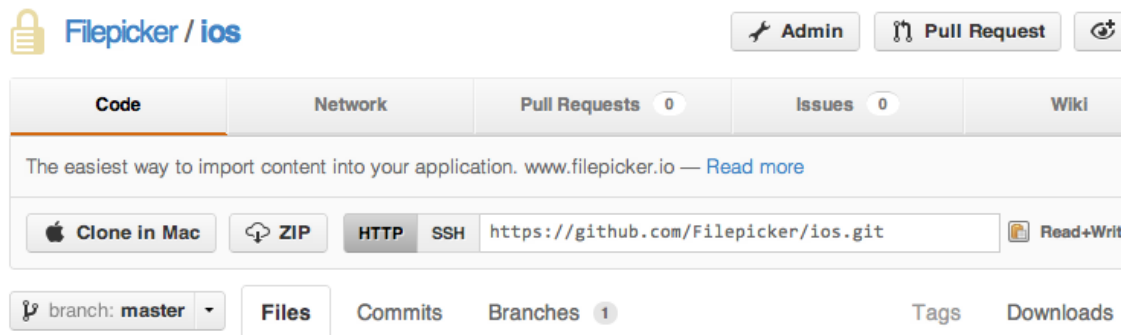 Filepicker / ios Admin Pull Request
Code Network Pull Requests 0 Issues 0 Wiki
The easiest way to import content into your application. www.filepicker.io — Read more
Clone in Mac ZIP HTTP SSH https://github.com/Filepicker/ios.git Read+Writ
branch: master Files Commits Branches 1 Tags Downloads